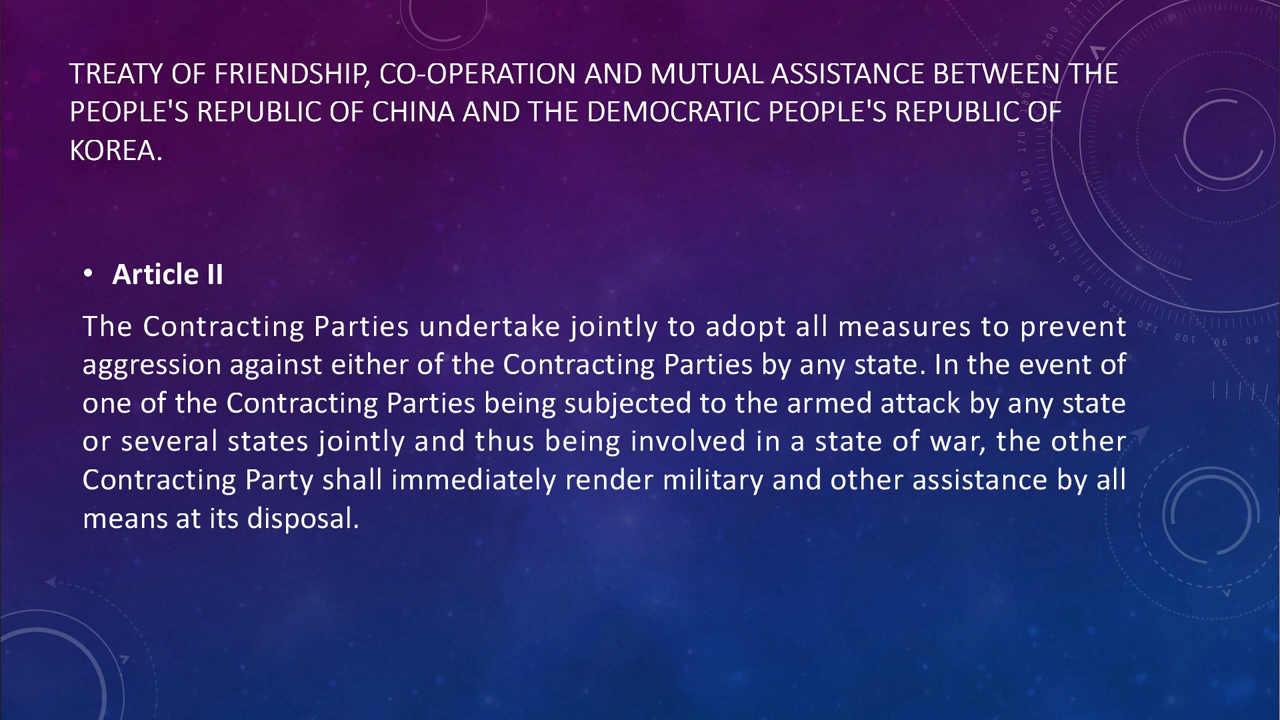 TREATY OF FRIENDSHIP, CO-OPERATION AND MUTUAL ASSISTANCE BETWEEN THE
PEOPLE'S REPUBLIC OF CHINA AND THE DEMOCRATIC PEOPLE'S REPUBLIC OF
KOREA.
• Article II
The Contracting Parties undertake jointly to adopt all measures to prevent
aggression against either of the Contracting Parties by any state. In the event of
one of the Contracting Parties being subjected to the armed attack by any state
or several states jointly and thus being involved in a state of war, the other
Contracting Party shall immediately render military and other assistance by all
means at its disposal.